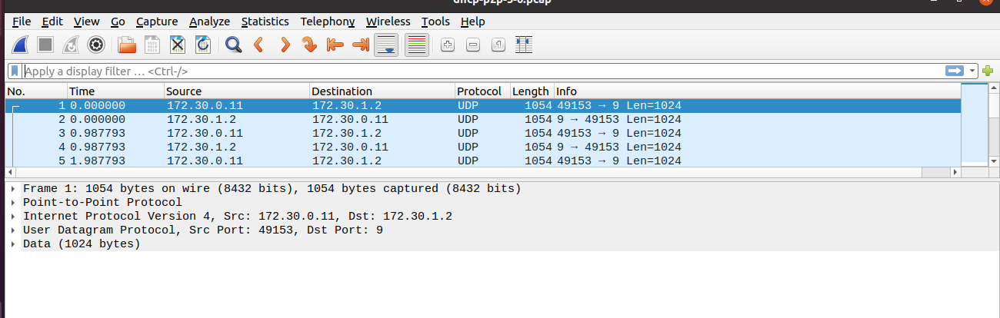 dhcp-p2p-3-0.pcap
File Edit View Go Capture Analyze Statistics Telephony Wireless Tools Help
Apply a display filter … <Ctrl-/>
No. Time Source Destination Protocol Length Info
1 0.000000 172.30.0.11 172.30.1.2 UDP 1054 49153 → 9 Len=1024
2 0.000000 172.30.1.2 172.30.0.11 UDP 1054 9 → 49153 Len=1024
3 0.987793 172.30.0.11 172.30.1.2 UDP 1054 49153 → 9 Len=1024
4 0.987793 172.30.1.2 172.30.0.11 UDP 1054 9 → 49153 Len=1024
5 1.987793 172.30.0.11 172.30.1.2 UDP 1054 49153 → 9 Len=1024
Frame 1: 1054 bytes on wire (8432 bits), 1054 bytes captured (8432 bits)
Point-to-Point Protocol
Internet Protocol Version 4, Src: 172.30.0.11, Dst: 172.30.1.2
User Datagram Protocol, Src Port: 49153, Dst Port: 9
Data (1024 bytes)